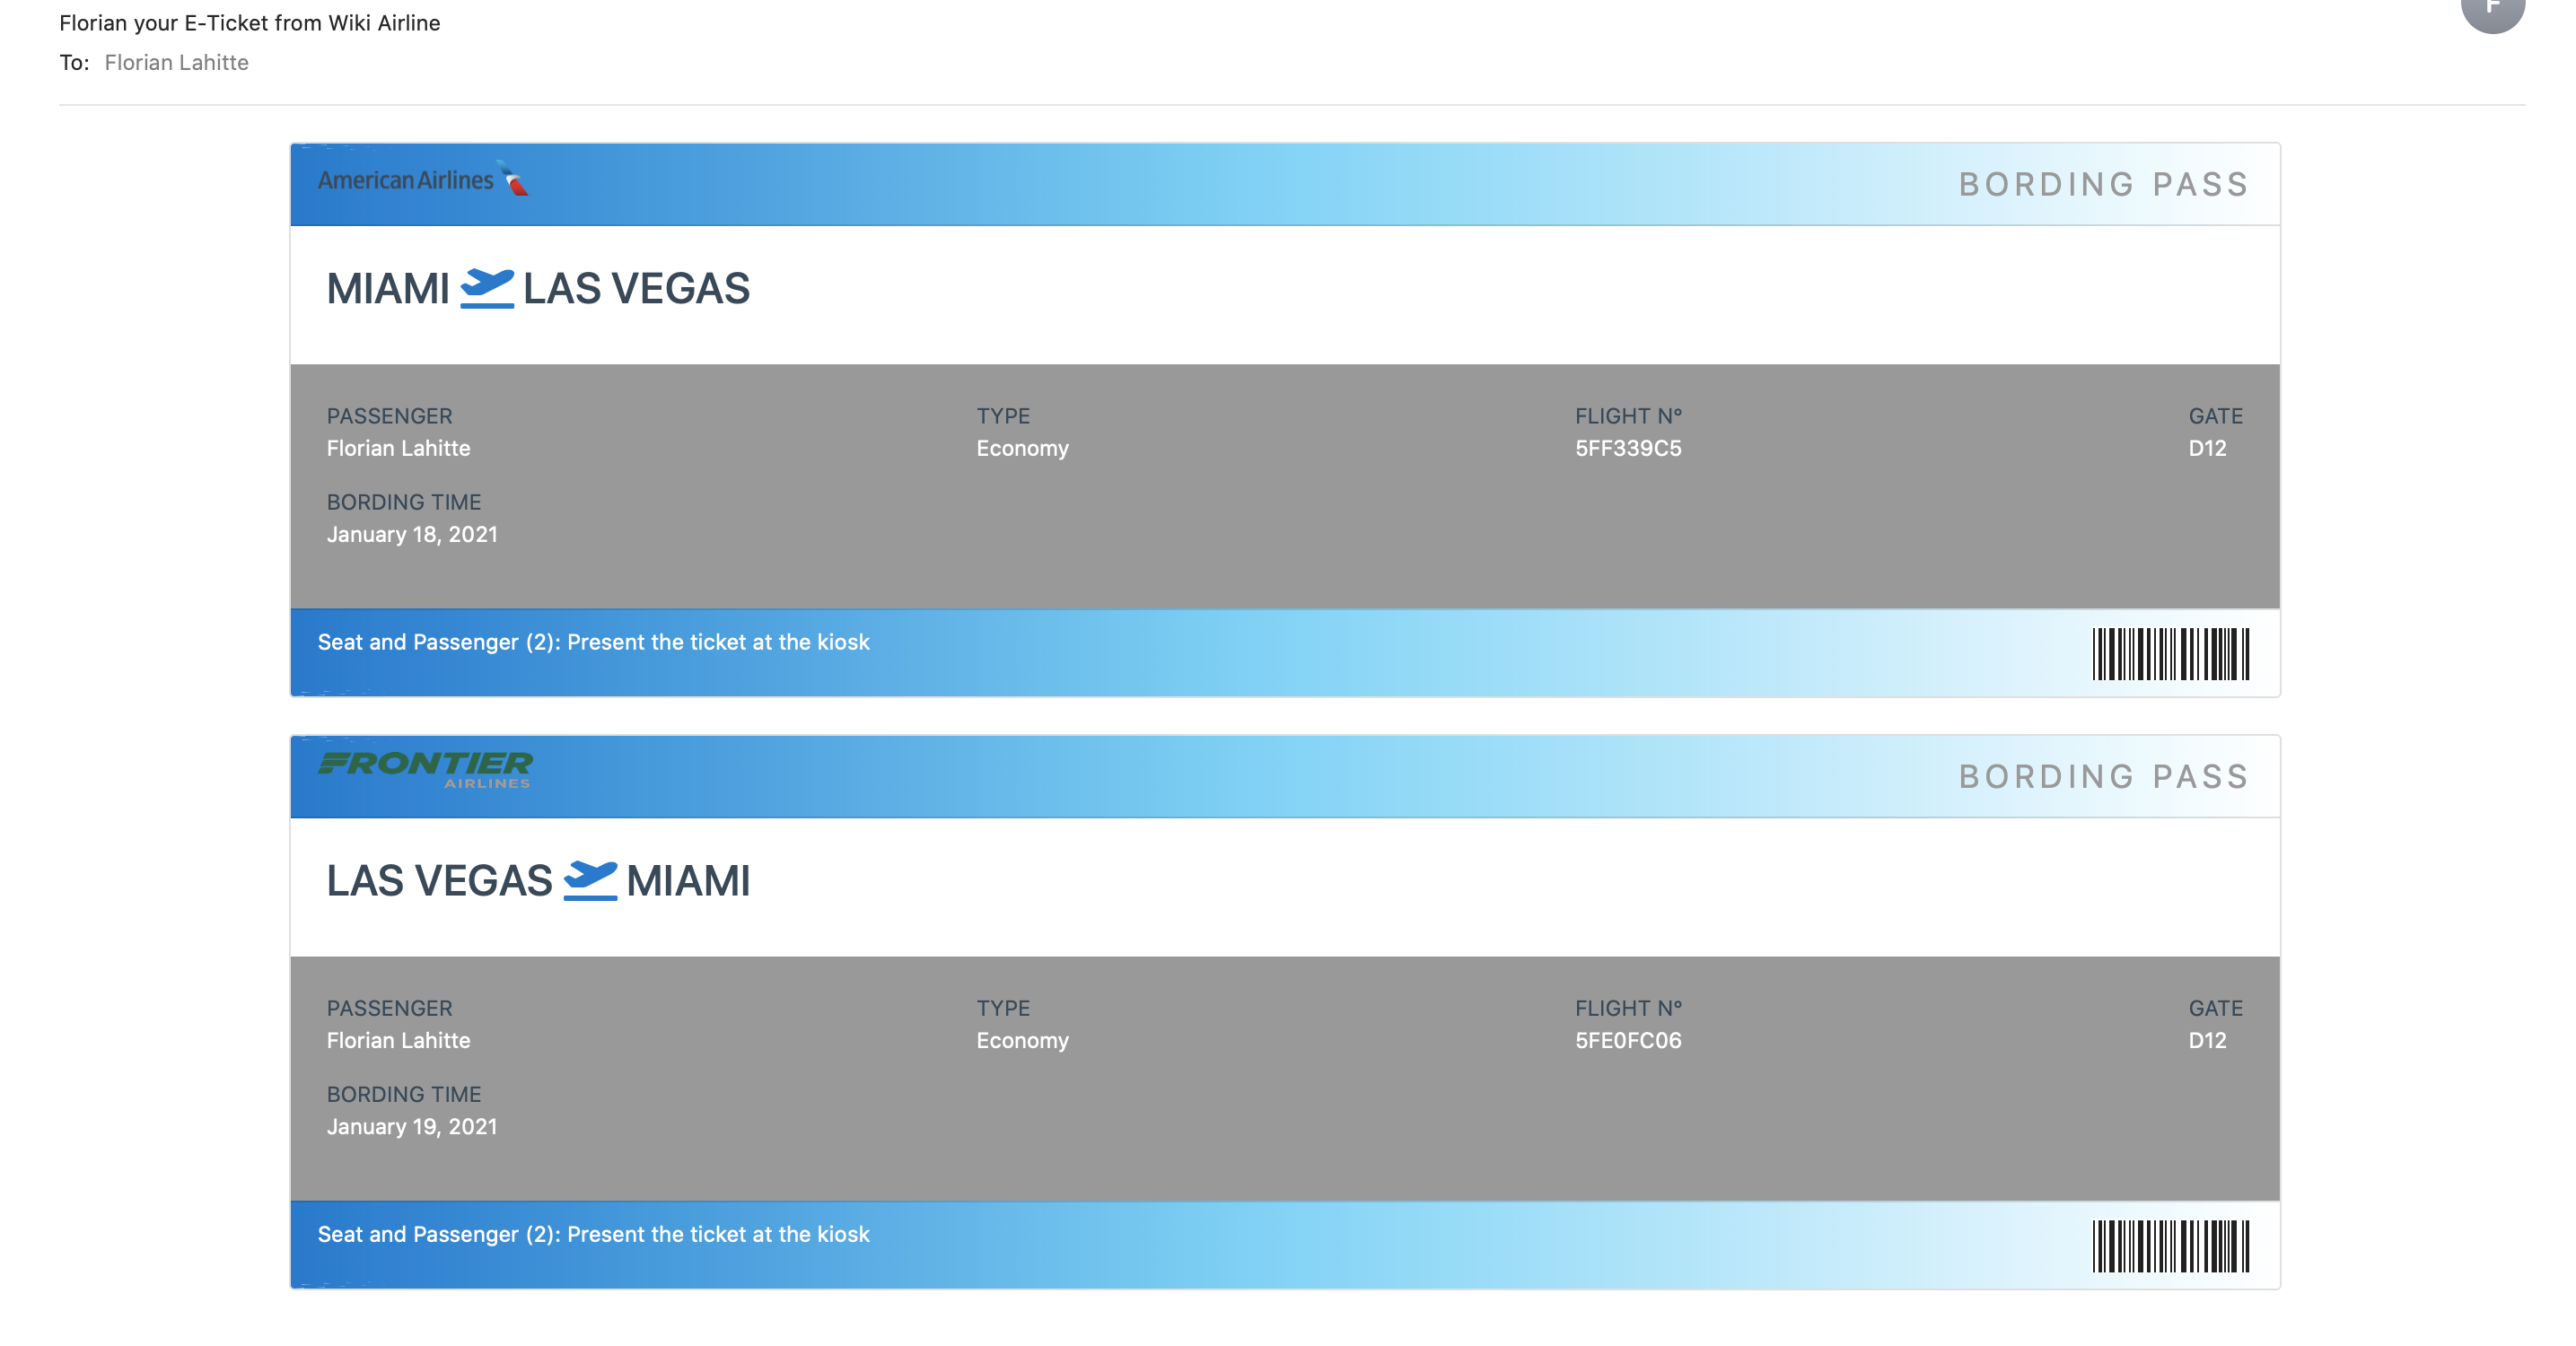 Florian your E-Ticket from Wiki Airline
F
To: Florian Lahitte
American Airlines
BORDING PASS
MIAMI LAS VEGAS
PASSENGER TYPE FLIGHT Nº GATE
Florian Lahitte Economy 5FF339C5 D12
BORDING TIME
January 18, 2021
Seat and Passenger (2): Present the ticket at the kiosk
FRONTIER
AIRLINES
BORDING PASS
LAS VEGAS MIAMI
PASSENGER TYPE FLIGHT Nº GATE
Florian Lahitte Economy 5FE0FC06 D12
BORDING TIME
January 19, 2021
Seat and Passenger (2): Present the ticket at the kiosk